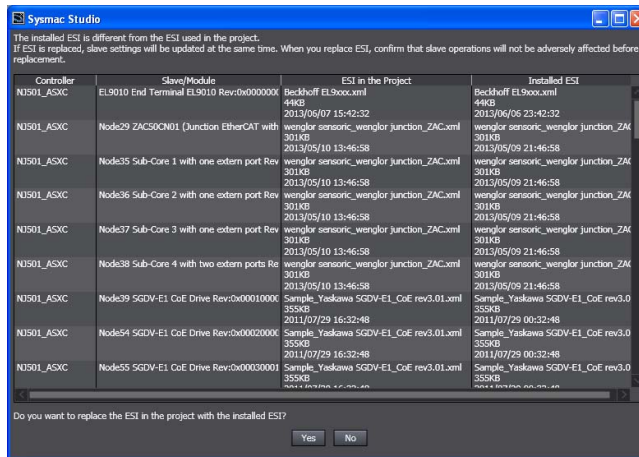 Sysmac Studio
The installed ESI is different from the ESI used in the project.
If ESI is replaced, slave settings will be updated at the same time. When you replace ESI, confirm that slave operations will not be adversely affected before
replacement.
Controller Slave/Module ESI in the Project Installed ESI
NJ501_ASXC EL9010 End Terminal EL9010 Rev:0x0000000 Beckhoff EL9xxx.xml Beckhoff EL9xxx.xml
44KB 44KB
2013/06/07 15:42:32 2013/06/06 23:42:32
NJ501_ASXC Node29 ZAC50CN01 (Junction EtherCAT with wenglor sensoric_wenglor junction_ZAC.xml wenglor sensoric_wenglor junction_ZAC
301KB 301KB
2013/05/10 13:46:58 2013/05/09 21:46:58
NJ501_ASXC Node35 Sub-Core 1 with one extern port Rev wenglor sensoric_wenglor junction_ZAC.xml wenglor sensoric_wenglor junction_ZAC
301KB 301KB
2013/05/10 13:46:58 2013/05/09 21:46:58
NJ501_ASXC Node36 Sub-Core 2 with one extern port Rev wenglor sensoric_wenglor junction_ZAC.xml wenglor sensoric_wenglor junction_ZAC
301KB 301KB
2013/05/10 13:46:58 2013/05/09 21:46:58
NJ501_ASXC Node37 Sub-Core 3 with one extern port Rev wenglor sensoric_wenglor junction_ZAC.xml wenglor sensoric_wenglor junction_ZAC
301KB 301KB
2013/05/10 13:46:58 2013/05/09 21:46:58
NJ501_ASXC Node38 Sub-Core 4 with two extern ports Re wenglor sensoric_wenglor junction_ZAC.xml wenglor sensoric_wenglor junction_ZAC
301KB 301KB
2013/05/10 13:46:58 2013/05/09 21:46:58
NJ501_ASXC Node39 SGDV-E1 CoE Drive Rev:0x00010000 Sample_Yaskawa SGDV-E1_CoE rev3.01.xml Sample_Yaskawa SGDV-E1_CoE rev3.0
355KB 355KB
2011/07/29 16:32:48 2011/07/29 00:32:48
NJ501_ASXC Node54 SGDV-E1 CoE Drive Rev:0x00020000 Sample_Yaskawa SGDV-E1_CoE rev3.01.xml Sample_Yaskawa SGDV-E1_CoE rev3.0
355KB 355KB
2011/07/29 16:32:48 2011/07/29 00:32:48
NJ501_ASXC Node55 SGDV-E1 CoE Drive Rev:0x00030001 Sample_Yaskawa SGDV-E1_CoE rev3.01.xml Sample_Yaskawa SGDV-E1_CoE rev3.0
355KB 355KB
2011/07/29 16:32:48 2011/07/29 00:32:48
Do you want to replace the ESI in the project with the installed ESI?
Yes No